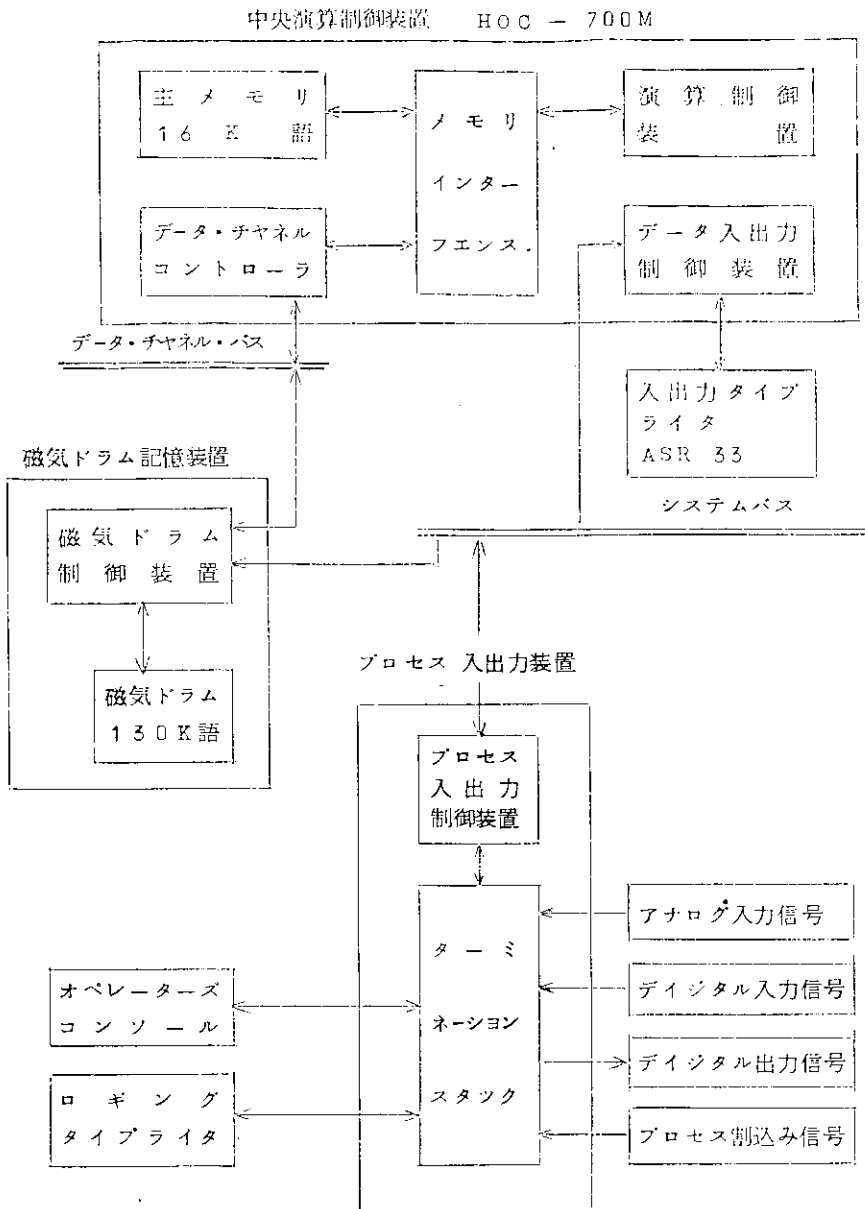 中央演算制御装置 HOC - 700M
主メモリ
16K語
メモリ
インター
フエンス.
演算制御
装置
データ・チャネル
コントローラ
データ入出力
制御装置
データ・チャネル・バス
入出力タイプ
ライタ
ASR 33
磁気ドラム記憶装置
システムバス
磁気ドラム
制御装置
プロセス 入出力装置
磁気ドラム
130K語
プロセス
入出力
制御装置
アナログ入力信号
ターミ
オペレーターズ
コンソール
デイジタル入力信号
ネーション
デイジタル出力信号
ロギング
タイプライタ
スタツク
プロセス割込み信号